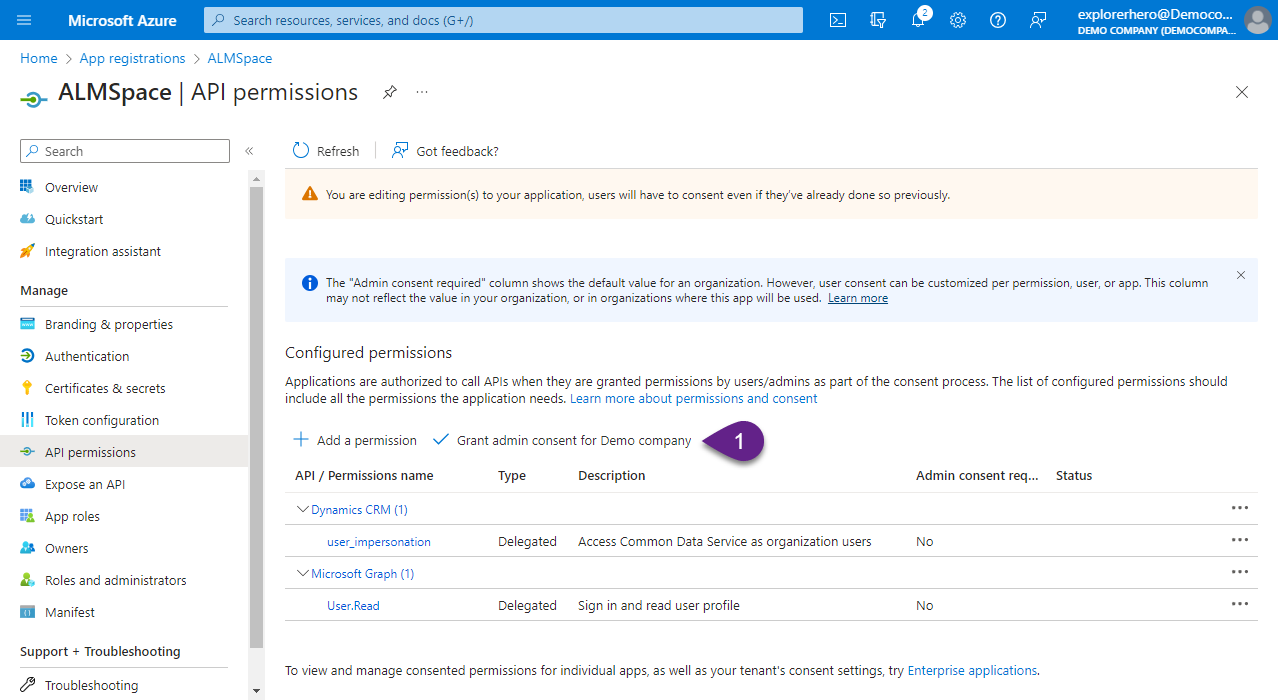 Microsoft Azure
Search resources, services, and docs (G+/)
2
explorerhero@Democo...
DEMO COMPANY (DEMOCOMPA...
Home > App registrations > ALMSpace
ALMSpace | API permissions
Search
«
Refresh
Got feedback?
Overview
Quickstart
Integration assistant
Manage
Branding & properties
Authentication
Certificates & secrets
Token configuration
API permissions
Expose an API
App roles
Owners
Roles and administrators
Manifest
Support + Troubleshooting
Troubleshooting
You are editing permission(s) to your application, users will have to consent even if they've already done so previously.
The "Admin consent required" column shows the default value for an organization. However, user consent can be customized per permission, user, or app. This column
may not reflect the value in your organization, or in organizations where this app will be used. Learn more
Configured permissions
Applications are authorized to call APIs when they are granted permissions by users/admins as part of the consent process. The list of configured permissions should
include all the permissions the application needs. Learn more about permissions and consent
Add a permission
Grant admin consent for Demo company
1
API / Permissions name Type Description Admin consent req... Status
Dynamics CRM (1)
user_impersonation Delegated Access Common Data Service as organization users No
Microsoft Graph (1)
User.Read Delegated Sign in and read user profile No
To view and manage consented permissions for individual apps, as well as your tenant's consent settings, try Enterprise applications.